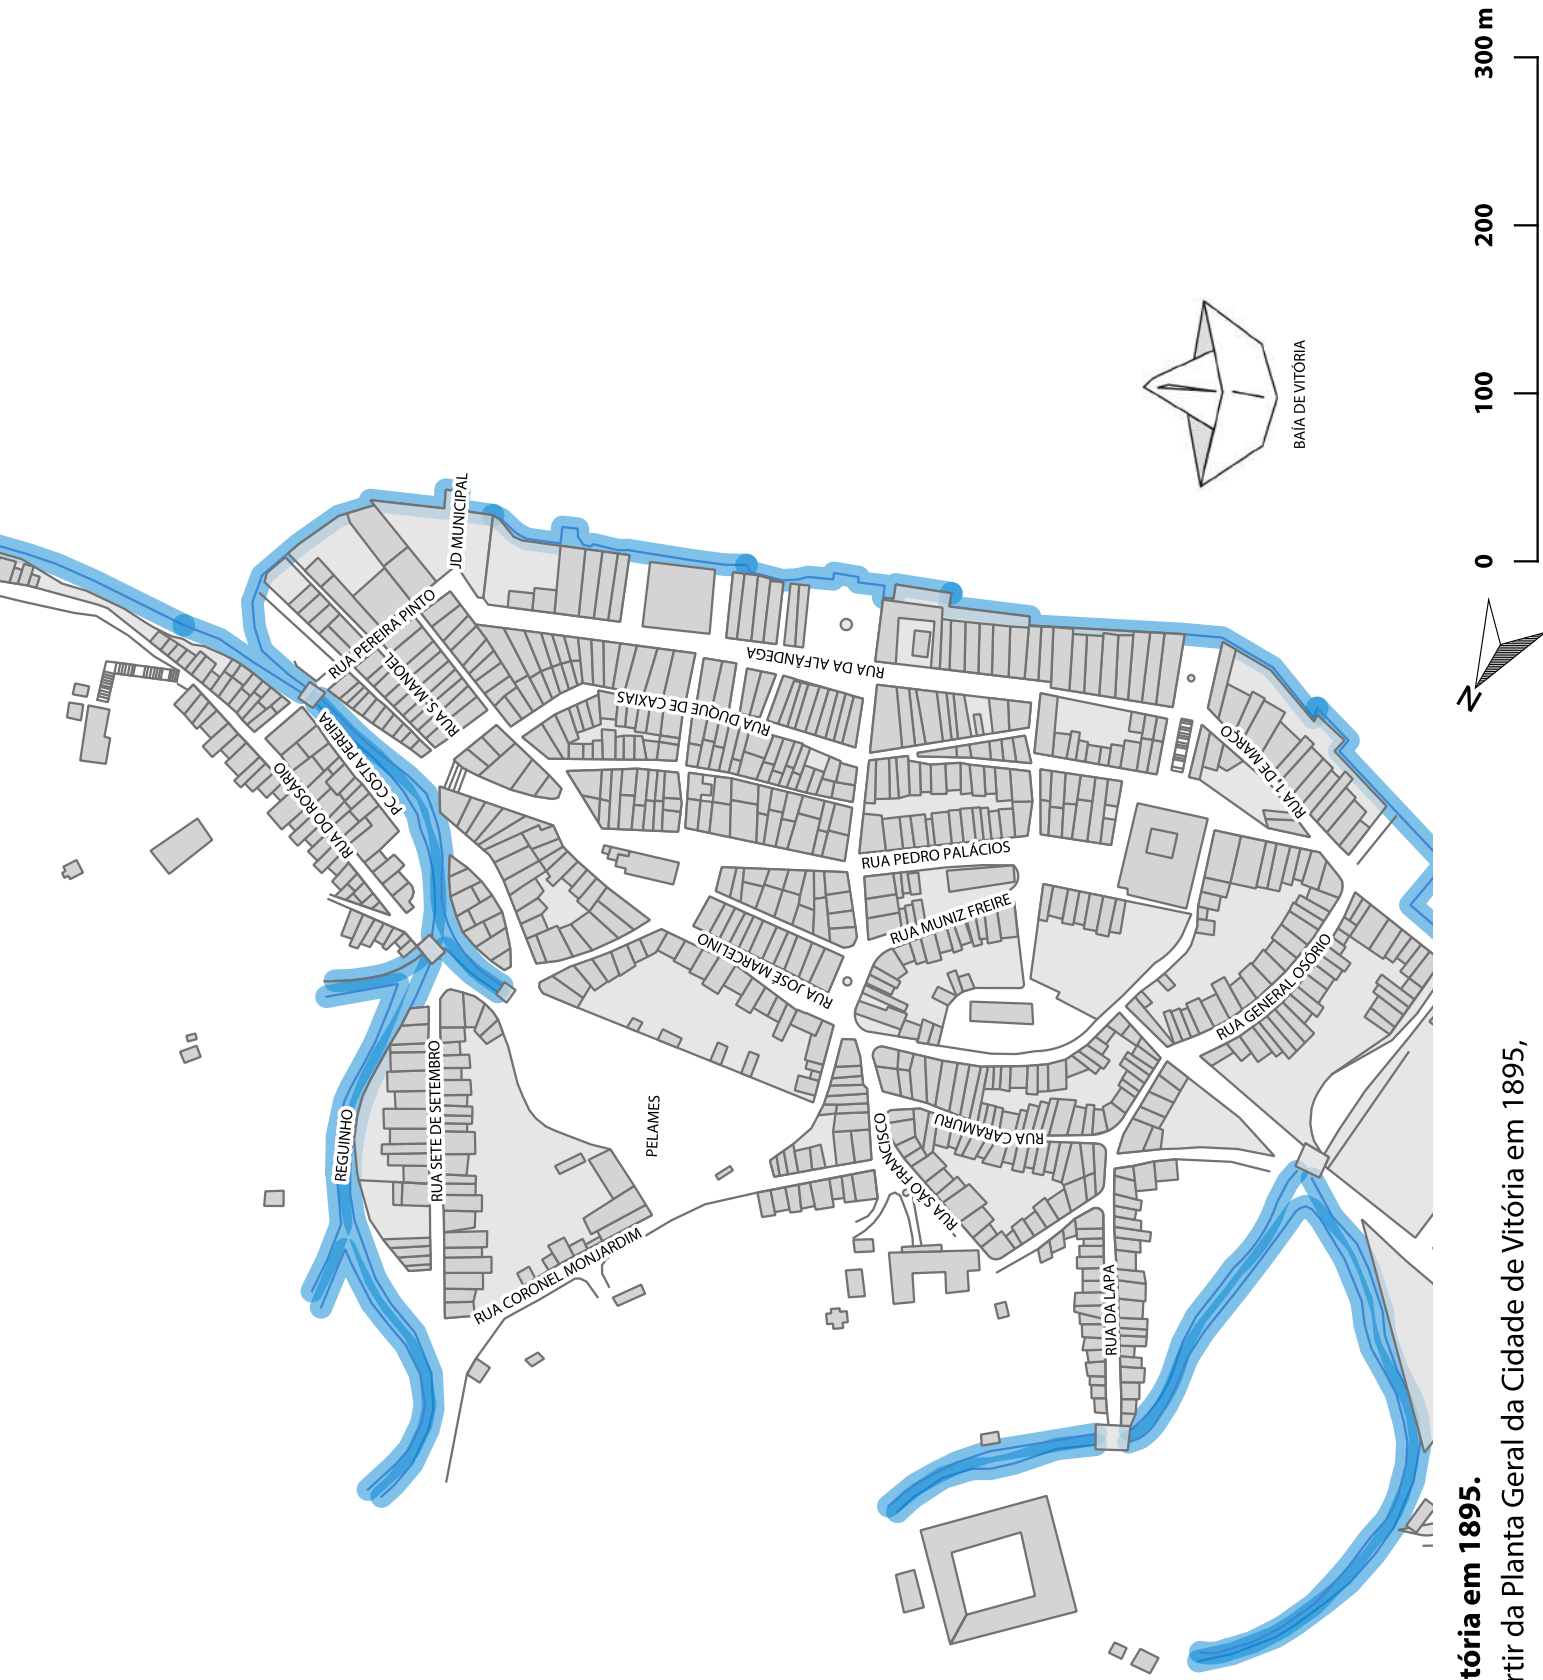 JD MUNICIPAL
RUA PEREIRA PINTO
RUA S. MANOEL
PÇ COSTA PEREIRA
RUA DO ROSÁRIO
RUA DA ALFÂNDEGA
RUA DUQUE DE CAXIAS
RUA 1º. DE MARÇO
RUA PEDRO PALÁCIOS
RUA MUNIZ FREIRE
RUA JOSÉ MARCELINO
RUA GENERAL OSÓRIO
REGUINHO
RUA SETE DE SETEMBRO
PELAMES
RUA CARAMURU
RUA SÃO FRANCISCO
RUA CORONEL MONJARDIM
RUA DA LAPA
BAÍA DE VITÓRIA
N
0 100 200 300 m
tória em 1895.
rtir da Planta Geral da Cidade de Vitória em 1895,